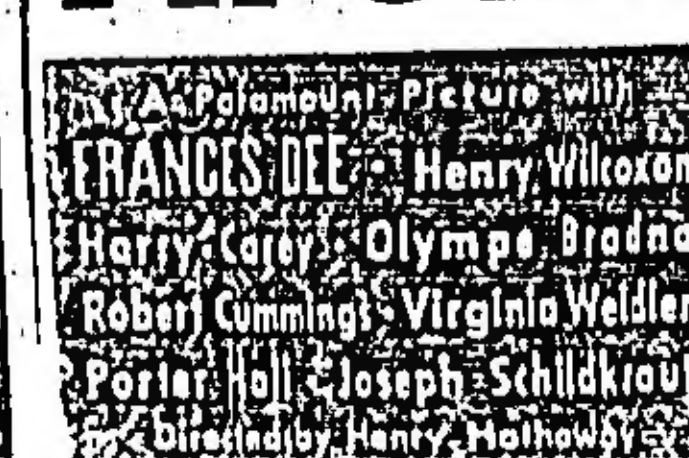 A Paramount Picture with
FRANCES DEE • Henry Wilcoxon
Harry Carey • Olympe Bradna
Robert Cummings • Virginia Weidler
Porter Hall • Joseph Schildkraut
Directed by Henry Hathaway